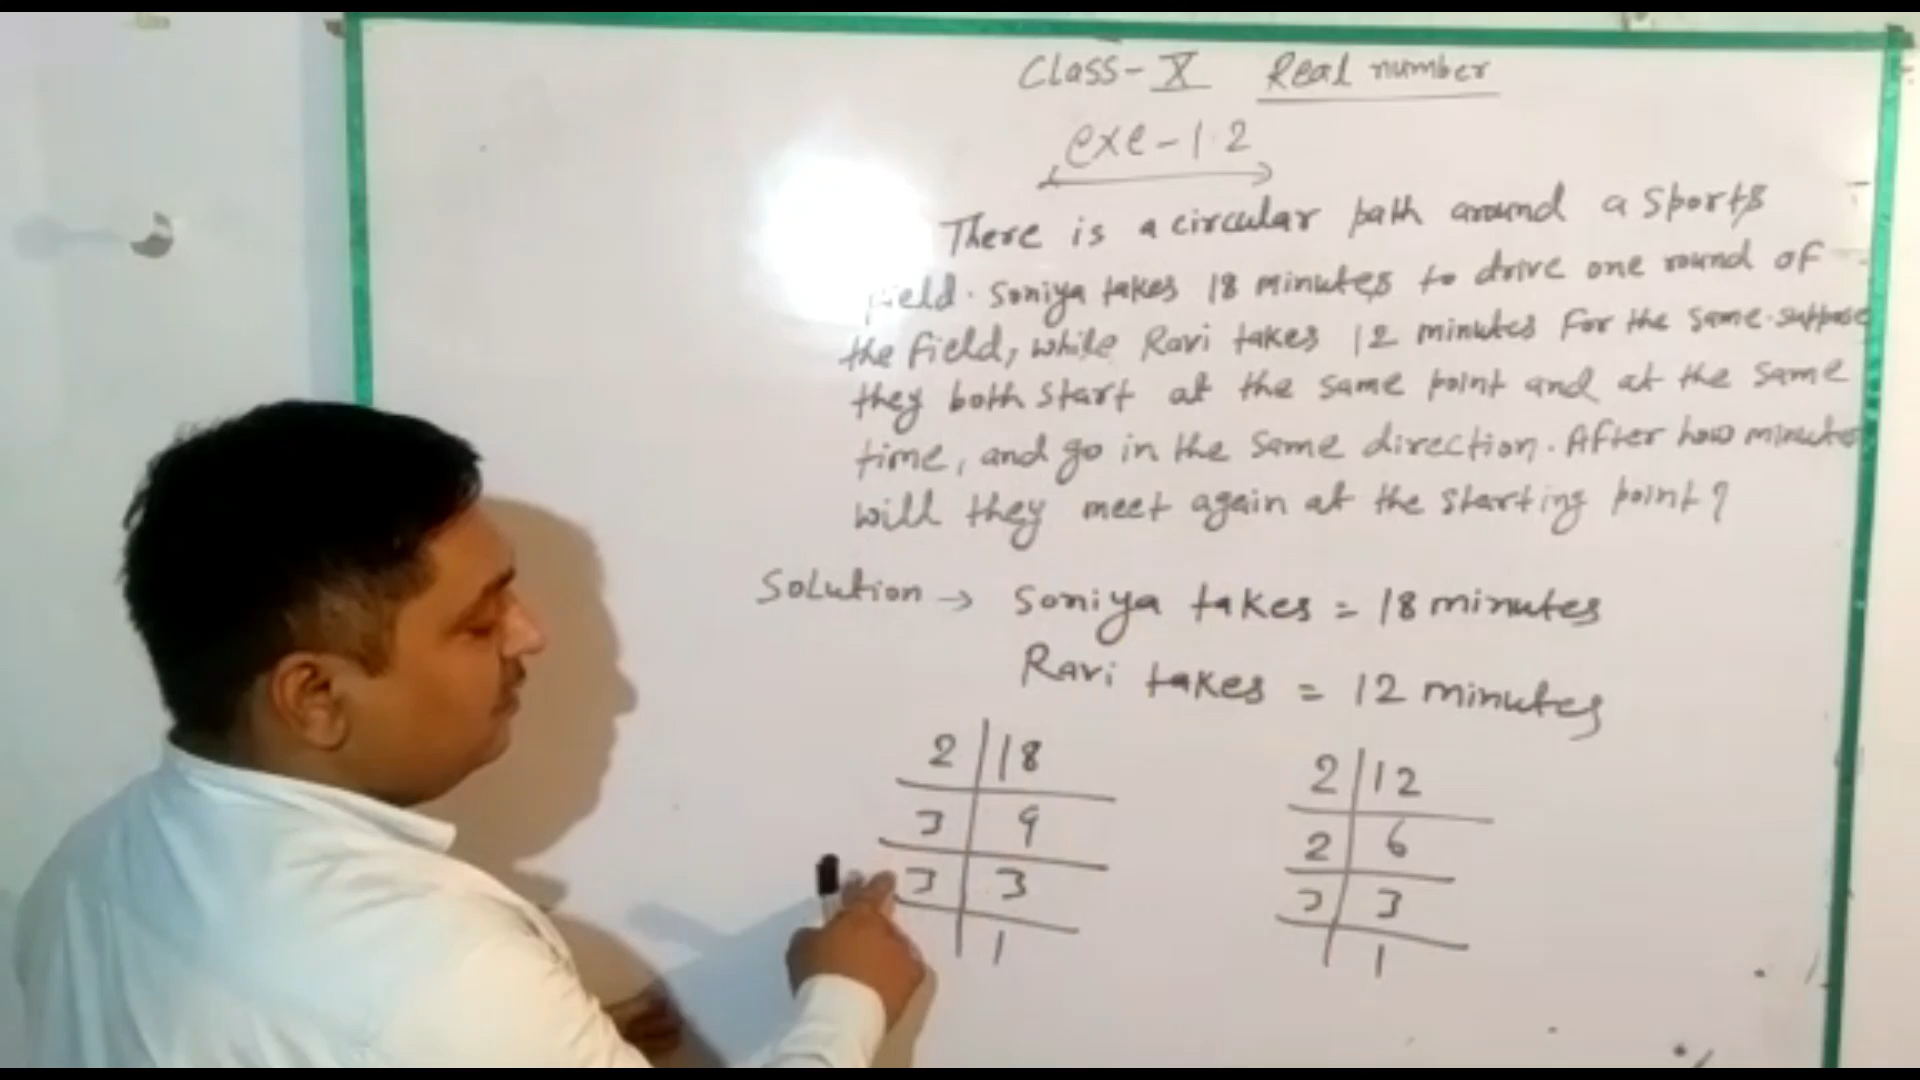 Class-X Real number
exe-1.2
There is a circular path around a sports
field. Soniya takes 18 minutes to drive one round of
the field, while Ravi takes 12 minutes for the same. suppose
they both start at the same point and at the same
time, and go in the same direction. After how minute
will they meet again at the starting point?
Solution → Soniya takes = 18 minutes
Ravi takes = 12 minutes
2 | 18
3 | 9
3 | 3
1
2 | 12
2 | 6
3 | 3
1